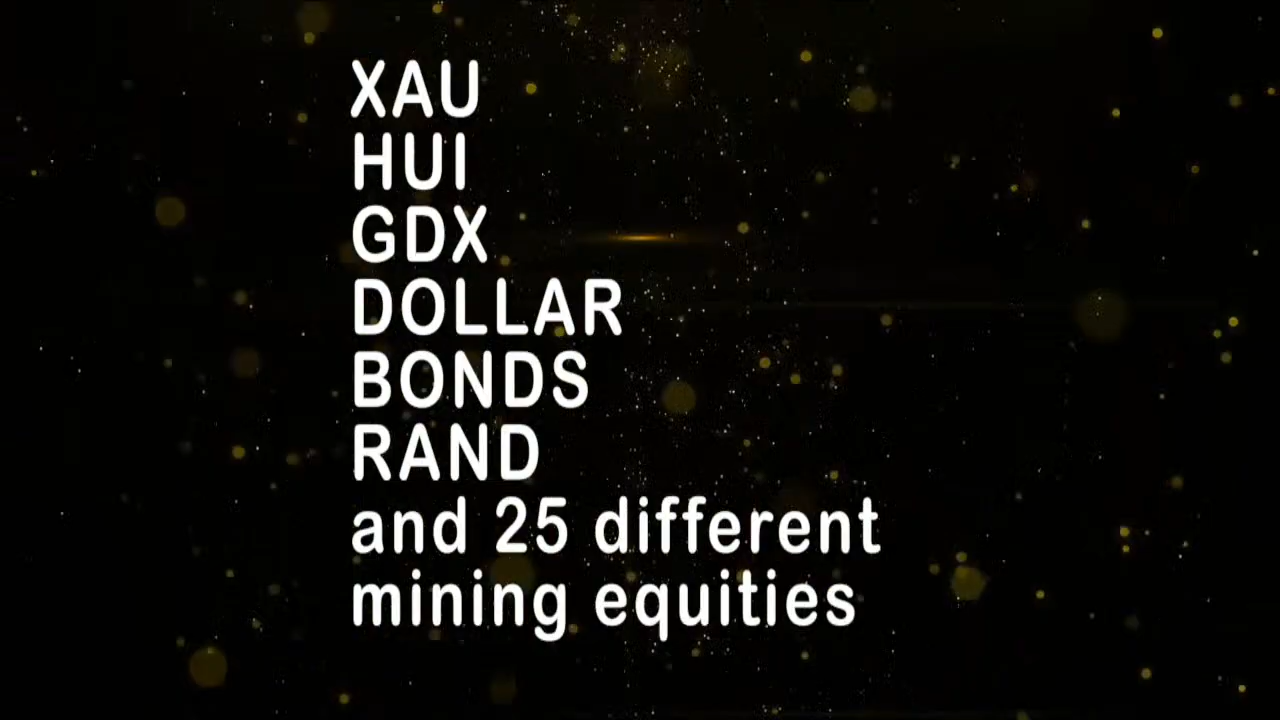 XAU
HUI
GDX
DOLLAR
BONDS
RAND
and 25 different
mining equities